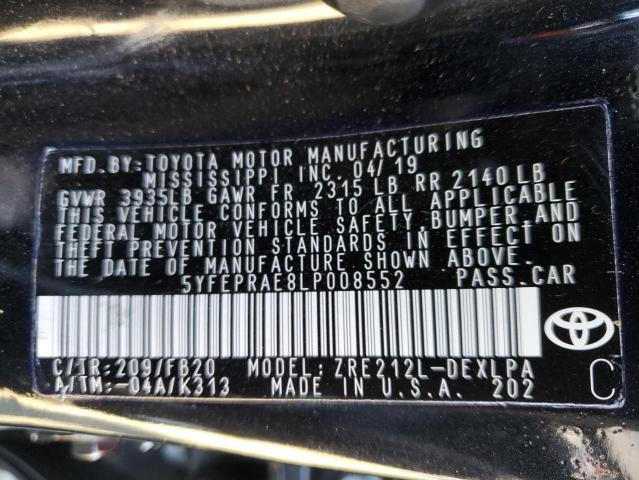 MFD. BY: TOYOTA MOTOR MANUFACTURING
MISSISSIPPI INC. 04/19
GVWR 3935LB GAWR FR 2315 LB RR 2140 LB
THIS VEHICLE CONFORMS TO ALL APPLICABLE
FEDERAL MOTOR VEHICLE SAFETY, BUMPER, AND
THEFT PREVENTION STANDARDS IN EFFECT ON
THE DATE OF MANUFACTURE SHOWN ABOVE.
5YFEPRAE8LP008552 PASS.CAR
C/TR: 209/FB20 MODEL: ZRE212L-DEXLPA
A/TM: -04A/K313 MADE IN U.S.A. 202
C